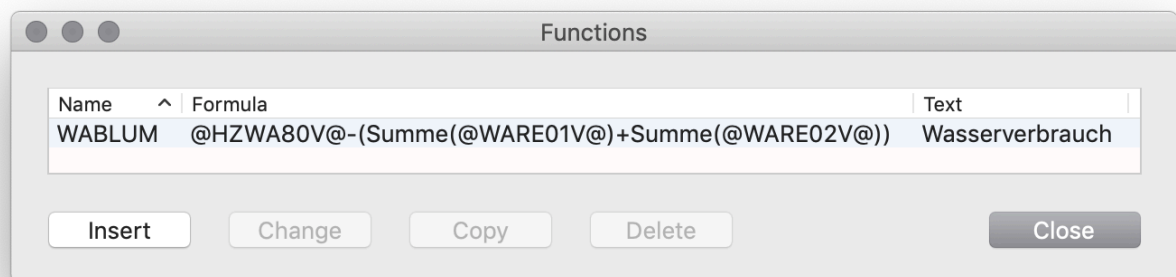 Functions
Name Formula Text
WABLUM @HZWA80V@-(Summe(@WARE01V@)+Summe(@WARE02V@)) Wasserverbrauch
Insert Change Copy Delete Close